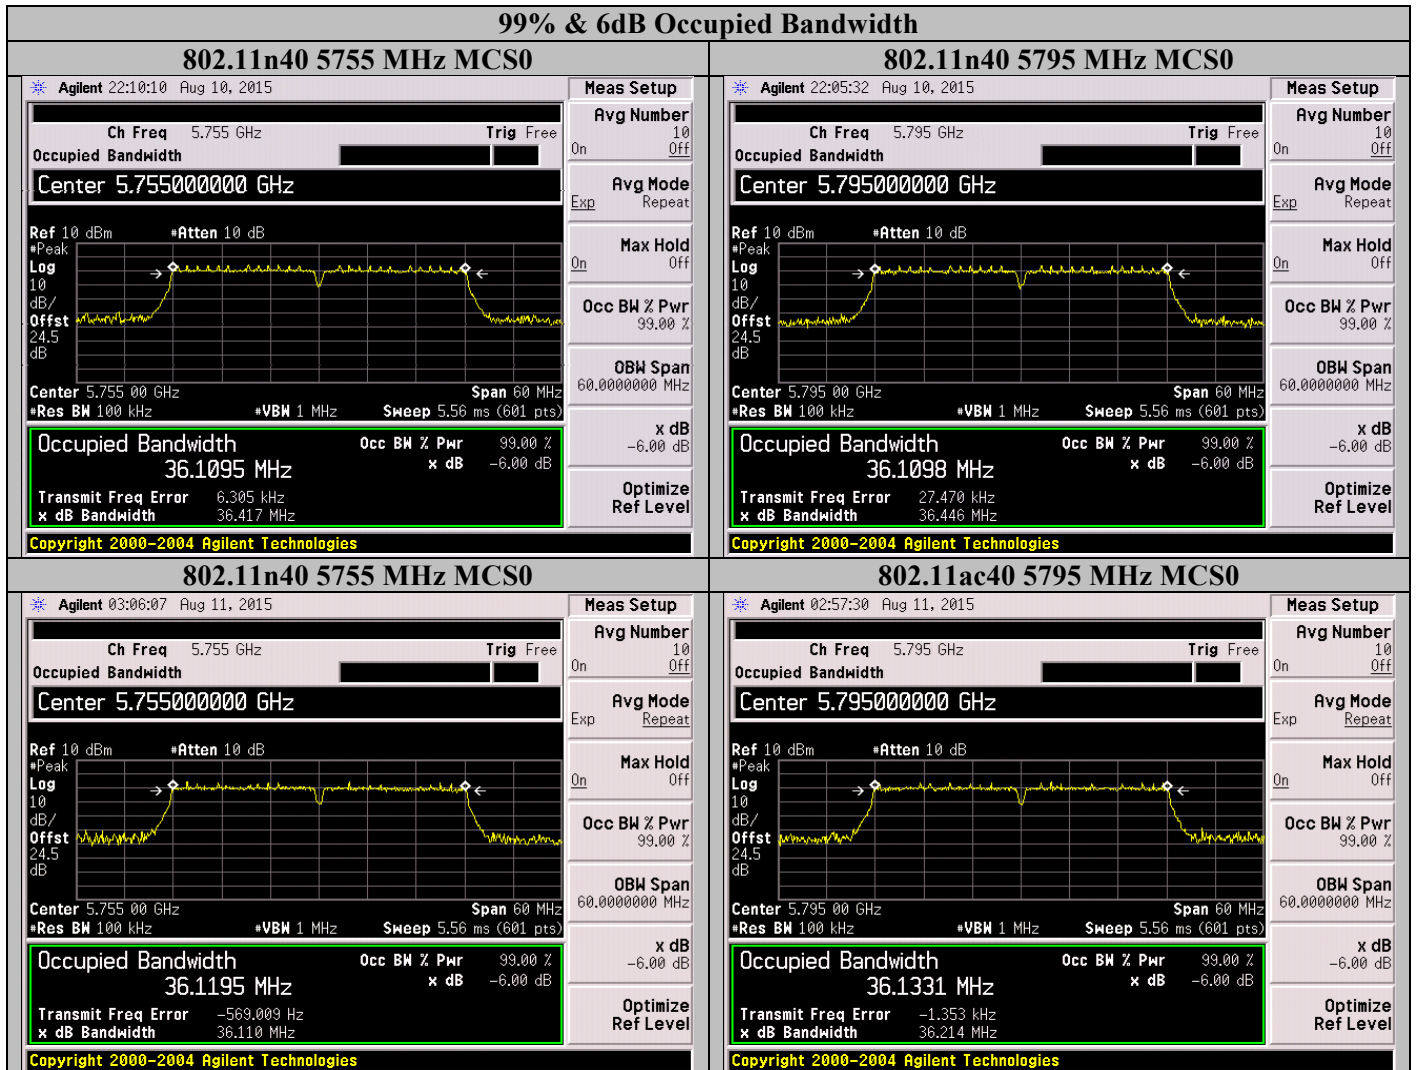 99% & 6dB Occupied Bandwidth
802.11n40 5755 MHz MCS0
Agilent 22:10:10 Aug 10, 2015
Meas Setup
Ch Freq 5.755 GHz
Trig Free
Occupied Bandwidth
Center 5.755000000 GHz
Ref 10 dBm
#Atten 10 dB
#Peak
Log
10
dB/
Offst
24.5
dB
Center 5.755 00 GHz
Span 60 MHz
#Res BW 100 kHz
#VBW 1 MHz
Sweep 5.56 ms (601 pts)
Occupied Bandwidth
36.1095 MHz
Occ BW % Pwr 99.00 %
x dB -6.00 dB
Transmit Freq Error 6.305 kHz
x dB Bandwidth 36.417 MHz
Avg Number
10
On Off
Avg Mode
Exp Repeat
Max Hold
On Off
Occ BW % Pwr
99.00 %
OBW Span
60.0000000 MHz
x dB
-6.00 dB
Optimize
Ref Level
Copyright 2000-2004 Agilent Technologies
802.11n40 5795 MHz MCS0
Agilent 22:05:32 Aug 10, 2015
Meas Setup
Ch Freq 5.795 GHz
Trig Free
Occupied Bandwidth
Center 5.795000000 GHz
Ref 10 dBm
#Atten 10 dB
#Peak
Log
10
dB/
Offst
24.5
dB
Center 5.795 00 GHz
Span 60 MHz
#Res BW 100 kHz
#VBW 1 MHz
Sweep 5.56 ms (601 pts)
Occupied Bandwidth
36.1098 MHz
Occ BW % Pwr 99.00 %
x dB -6.00 dB
Transmit Freq Error 27.470 kHz
x dB Bandwidth 36.446 MHz
Avg Number
10
On Off
Avg Mode
Exp Repeat
Max Hold
On Off
Occ BW % Pwr
99.00 %
OBW Span
60.0000000 MHz
x dB
-6.00 dB
Optimize
Ref Level
Copyright 2000-2004 Agilent Technologies
802.11n40 5755 MHz MCS0
Agilent 03:06:07 Aug 11, 2015
Meas Setup
Ch Freq 5.755 GHz
Trig Free
Occupied Bandwidth
Center 5.755000000 GHz
Ref 10 dBm
#Atten 10 dB
#Peak
Log
10
dB/
Offst
24.5
dB
Center 5.755 00 GHz
Span 60 MHz
#Res BW 100 kHz
#VBW 1 MHz
Sweep 5.56 ms (601 pts)
Occupied Bandwidth
36.1195 MHz
Occ BW % Pwr 99.00 %
x dB -6.00 dB
Transmit Freq Error -569.009 Hz
x dB Bandwidth 36.110 MHz
Avg Number
10
On Off
Avg Mode
Exp Repeat
Max Hold
On Off
Occ BW % Pwr
99.00 %
OBW Span
60.0000000 MHz
x dB
-6.00 dB
Optimize
Ref Level
Copyright 2000-2004 Agilent Technologies
802.11ac40 5795 MHz MCS0
Agilent 02:57:30 Aug 11, 2015
Meas Setup
Ch Freq 5.795 GHz
Trig Free
Occupied Bandwidth
Center 5.795000000 GHz
Ref 10 dBm
#Atten 10 dB
#Peak
Log
10
dB/
Offst
24.5
dB
Center 5.795 00 GHz
Span 60 MHz
#Res BW 100 kHz
#VBW 1 MHz
Sweep 5.56 ms (601 pts)
Occupied Bandwidth
36.1331 MHz
Occ BW % Pwr 99.00 %
x dB -6.00 dB
Transmit Freq Error -1.353 kHz
x dB Bandwidth 36.214 MHz
Avg Number
10
On Off
Avg Mode
Exp Repeat
Max Hold
On Off
Occ BW % Pwr
99.00 %
OBW Span
60.0000000 MHz
x dB
-6.00 dB
Optimize
Ref Level
Copyright 2000-2004 Agilent Technologies